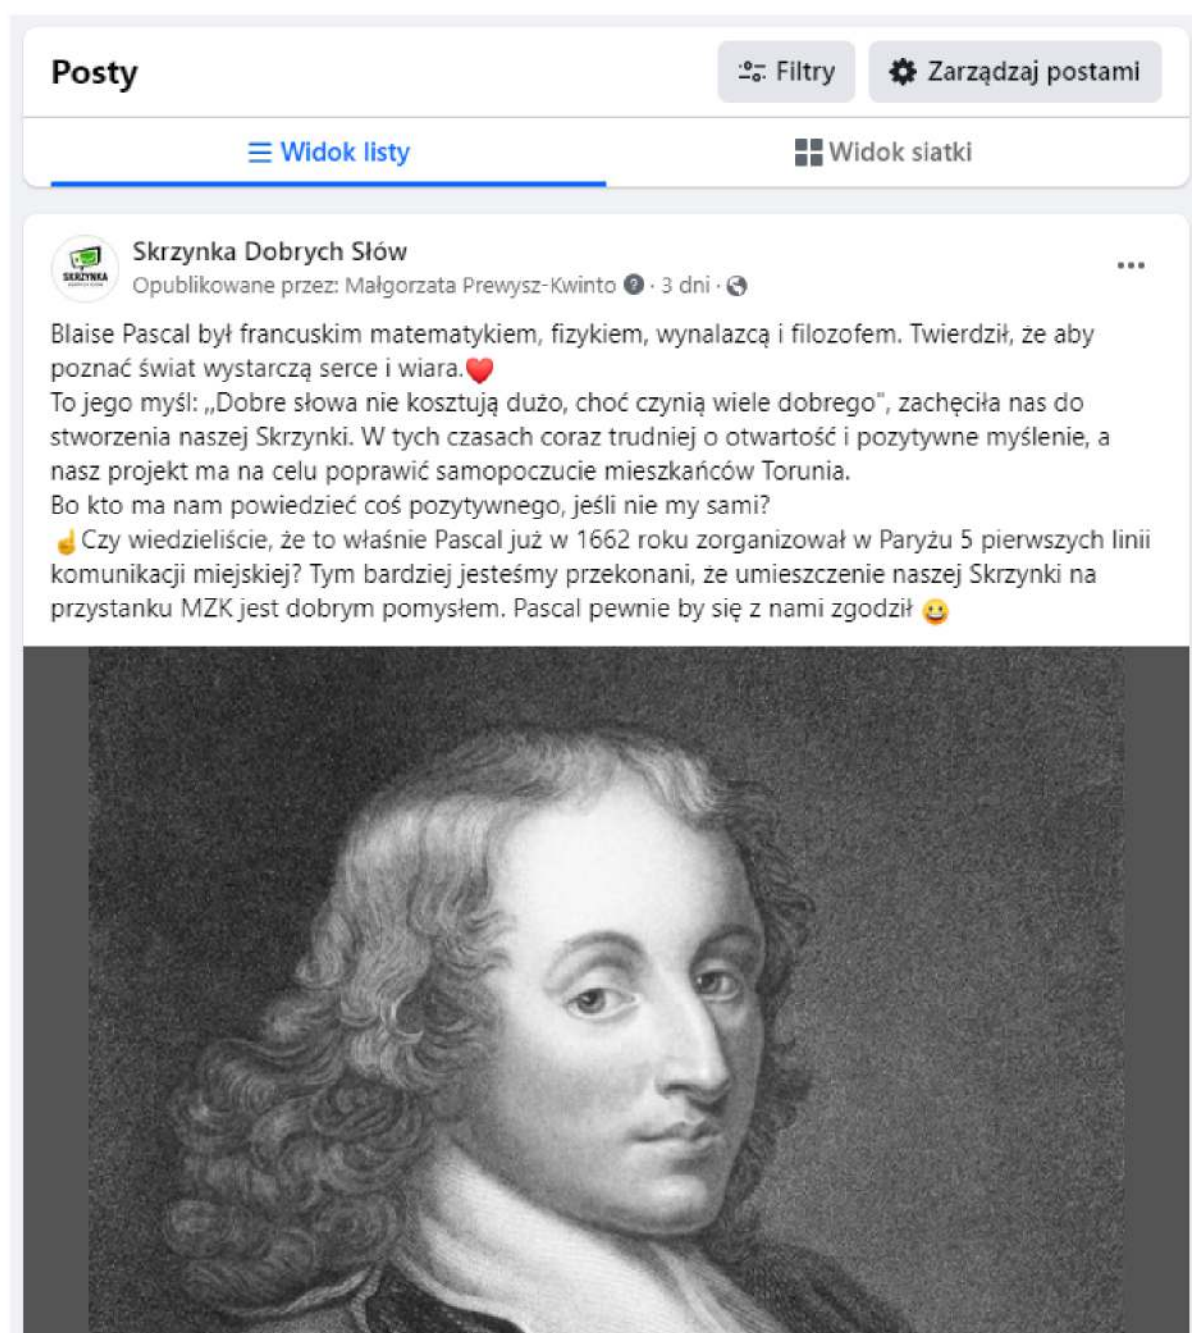 Posty
Filtry
Zarządzaj postami
Widok listy
Widok siatki
SKRZYNKA
Skrzynka Dobrych Słów
Opublikowane przez: Małgorzata Prewysz-Kwinto · 3 dni ·
Blaise Pascal był francuskim matematykiem, fizykiem, wynalazcą i filozofem. Twierdził, że aby
poznać świat wystarczą serce i wiara.❤️
To jego myśl: ,,Dobre słowa nie kosztują dużo, choć czynią wiele dobrego", zachęciła nas do
stworzenia naszej Skrzynki. W tych czasach coraz trudniej o otwartość i pozytywne myślenie, a
nasz projekt ma na celu poprawić samopoczucie mieszkańców Torunia.
Bo kto ma nam powiedzieć coś pozytywnego, jeśli nie my sami?
☝️Czy wiedzieliście, że to właśnie Pascal już w 1662 roku zorganizował w Paryżu 5 pierwszych linii
komunikacji miejskiej? Tym bardziej jesteśmy przekonani, że umieszczenie naszej Skrzynki na
przystanku MZK jest dobrym pomysłem. Pascal pewnie by się z nami zgodził 😀